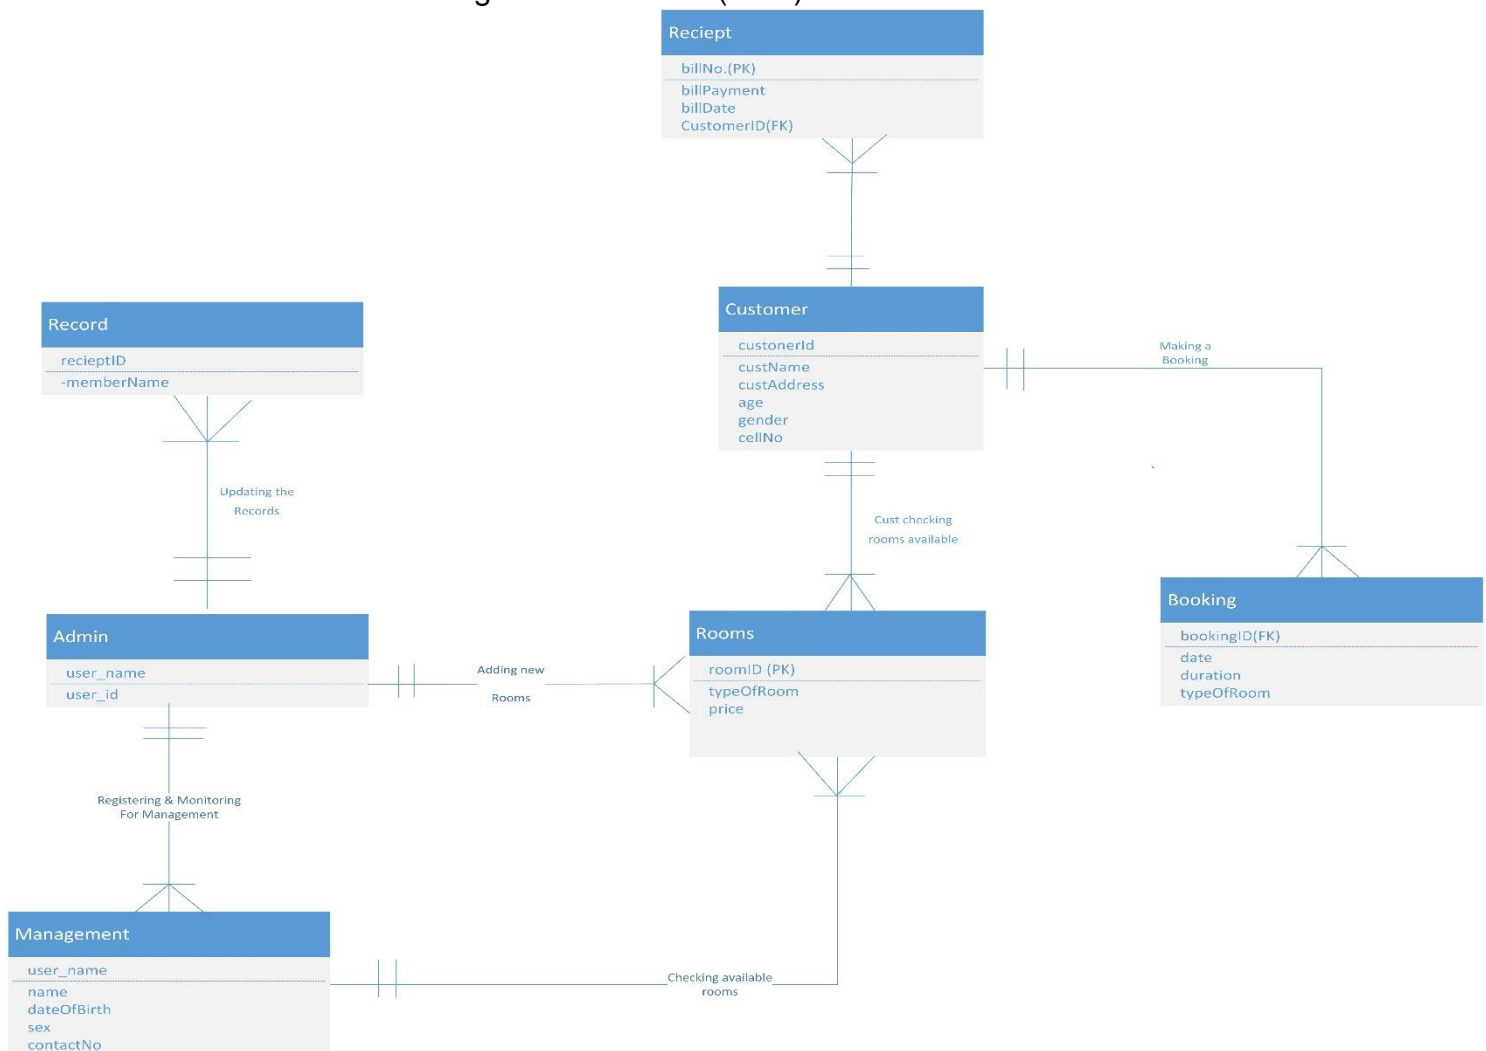 Reciept
billNo.(PK)
billPayment
billDate
CustomerID(FK)
Record
recieptID
-memberName
Customer
custonerId
custName
custAddress
age
gender
cellNo
Making a
Booking
Updating the
Records
Cust checking
rooms available
Booking
bookingID(FK)
date
duration
typeOfRoom
Admin
user_name
user_id
Adding new
Rooms
Rooms
roomID (PK)
typeOfRoom
price
Registering & Monitoring
For Management
Management
user_name
name
dateOfBirth
sex
contactNo
Checking available
rooms